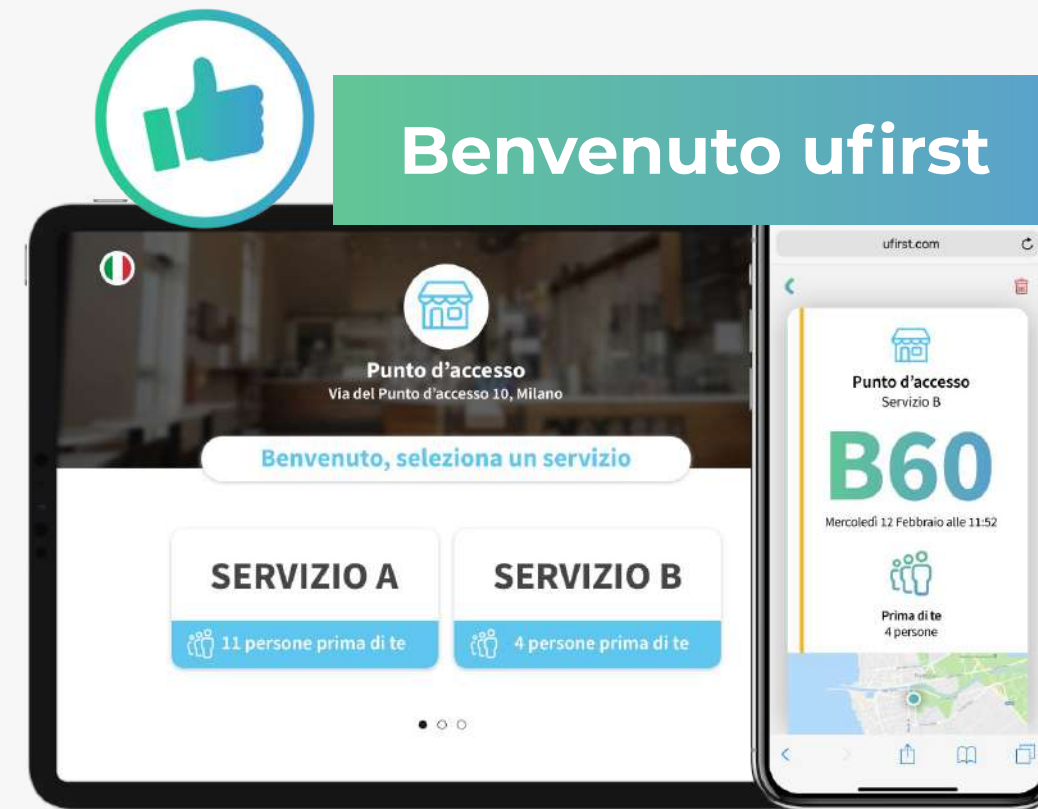 Benvenuto ufirst
Punto d'accesso
Via del Punto d'accesso 10, Milano
Benvenuto, seleziona un servizio
SERVIZIO A
11 persone prima di te
SERVIZIO B
4 persone prima di te
ufirst.com
Punto d'accesso
Servizio B
B60
Mercoledì 12 Febbraio alle 11:52
Prima di te
4 persone